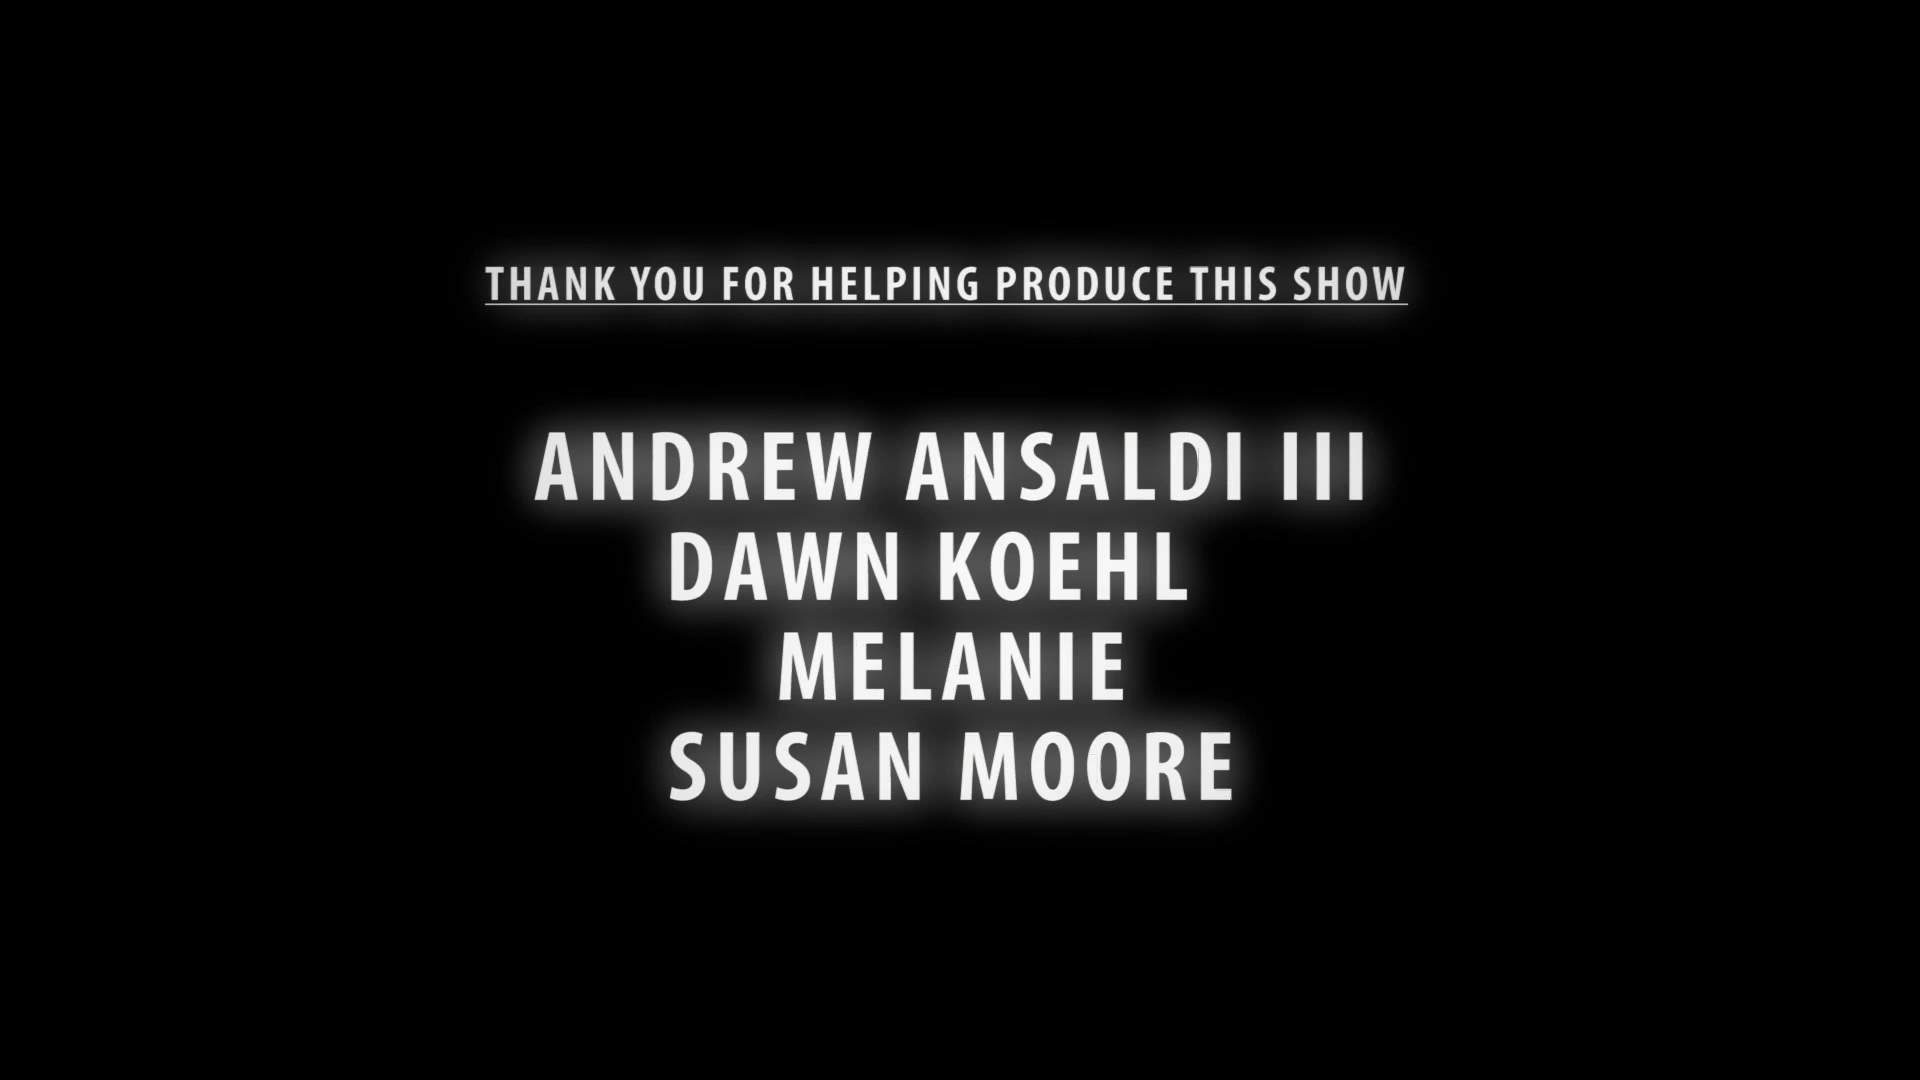 THANK YOU FOR HELPING PRODUCE THIS SHOW
ANDREW ANSALDI III
DAWN KOEHL
MELANIE
SUSAN MOORE